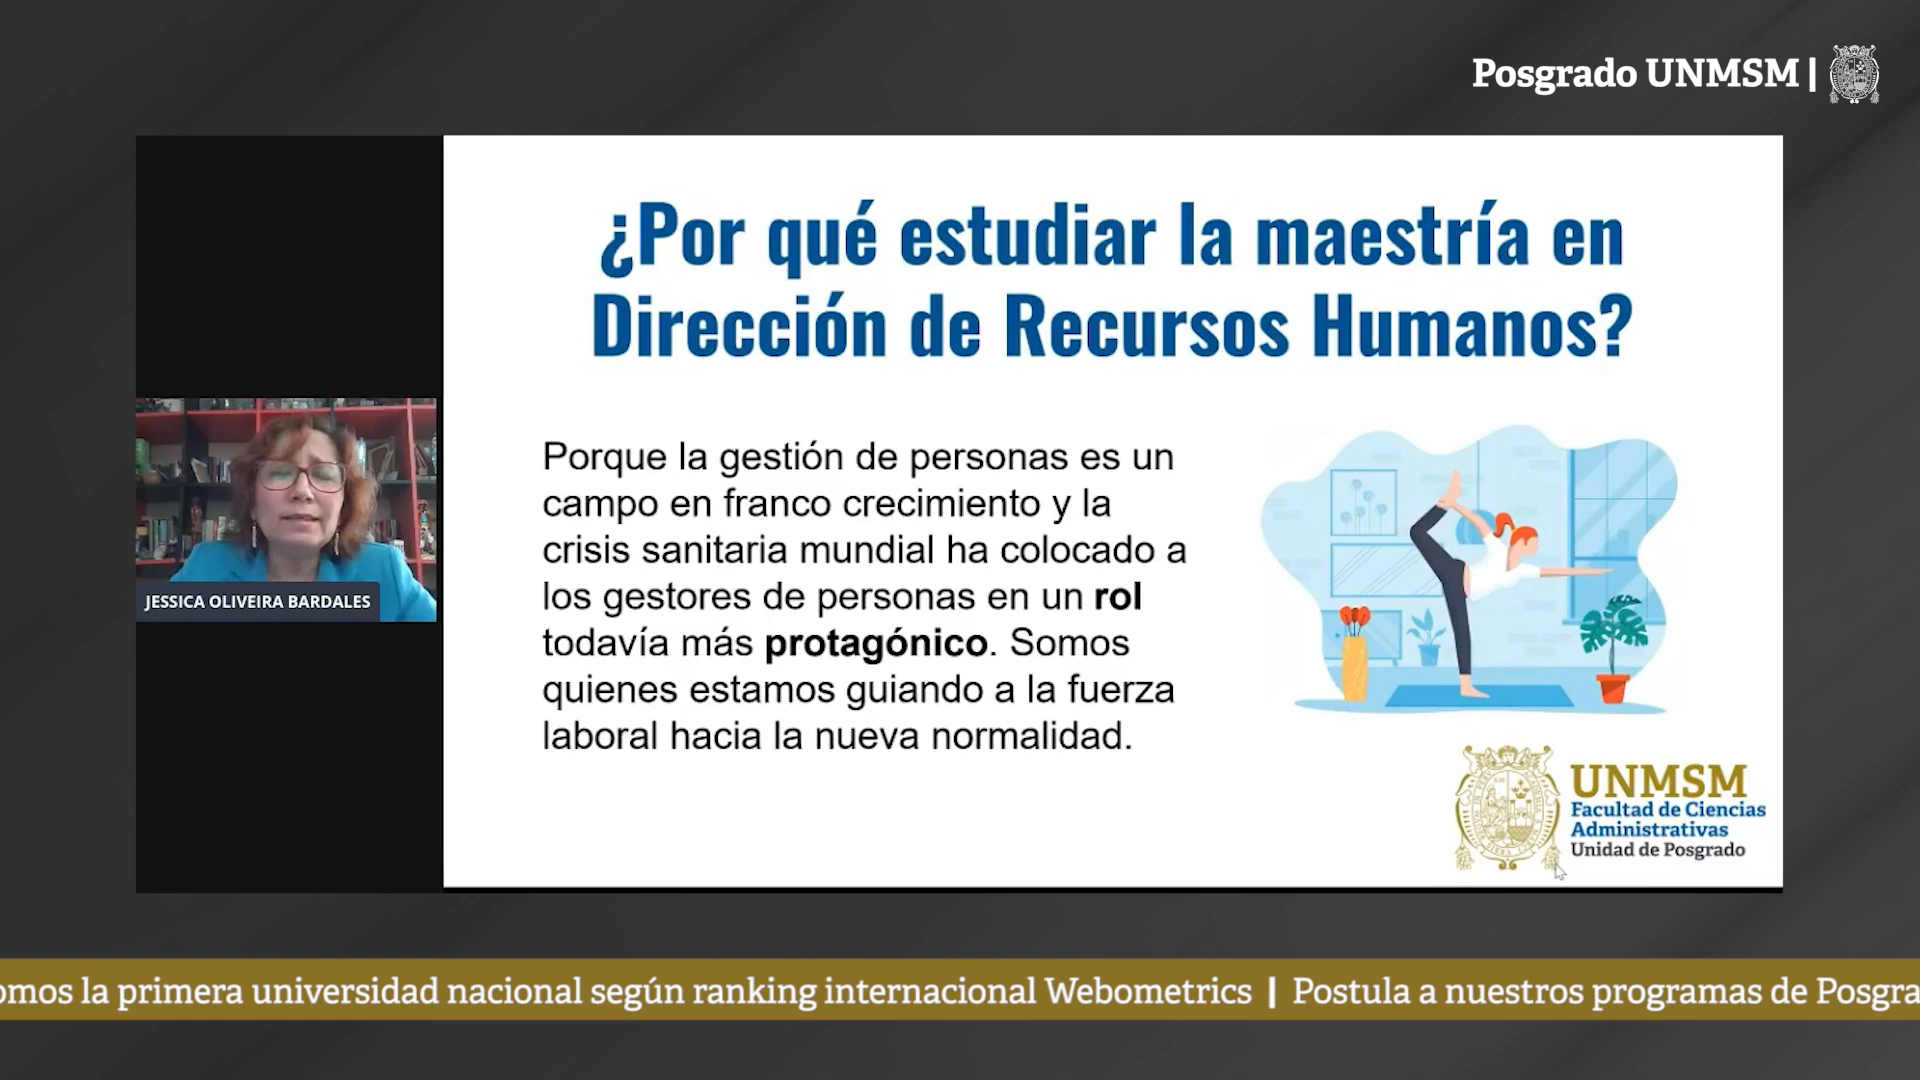 Posgrado UNMSM |
¿Por qué estudiar la maestría en
Dirección de Recursos Humanos?
Porque la gestión de personas es un
campo en franco crecimiento y la
crisis sanitaria mundial ha colocado a
los gestores de personas en un rol
todavía más protagónico. Somos
quienes estamos guiando a la fuerza
laboral hacia la nueva normalidad.
JESSICA OLIVEIRA BARDALES
UNMSM
Facultad de Ciencias
Administrativas
Unidad de Posgrado
omos la primera universidad nacional según ranking internacional Webometrics | Postula a nuestros programas de Posgra